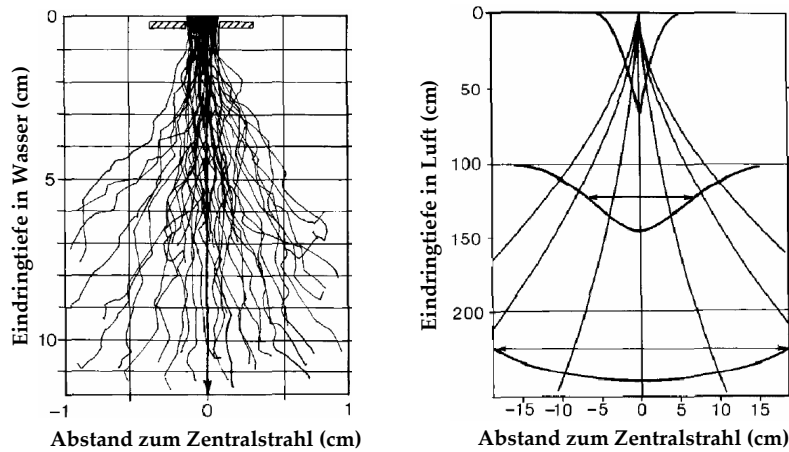 Eindringtiefe in Wasser (cm)
0
5
10
−1
0
1
Abstand zum Zentralstrahl (cm)
Eindringtiefe in Luft (cm)
0
50
100
150
200
−15 −10 −5 0 5 10 15
Abstand zum Zentralstrahl (cm)